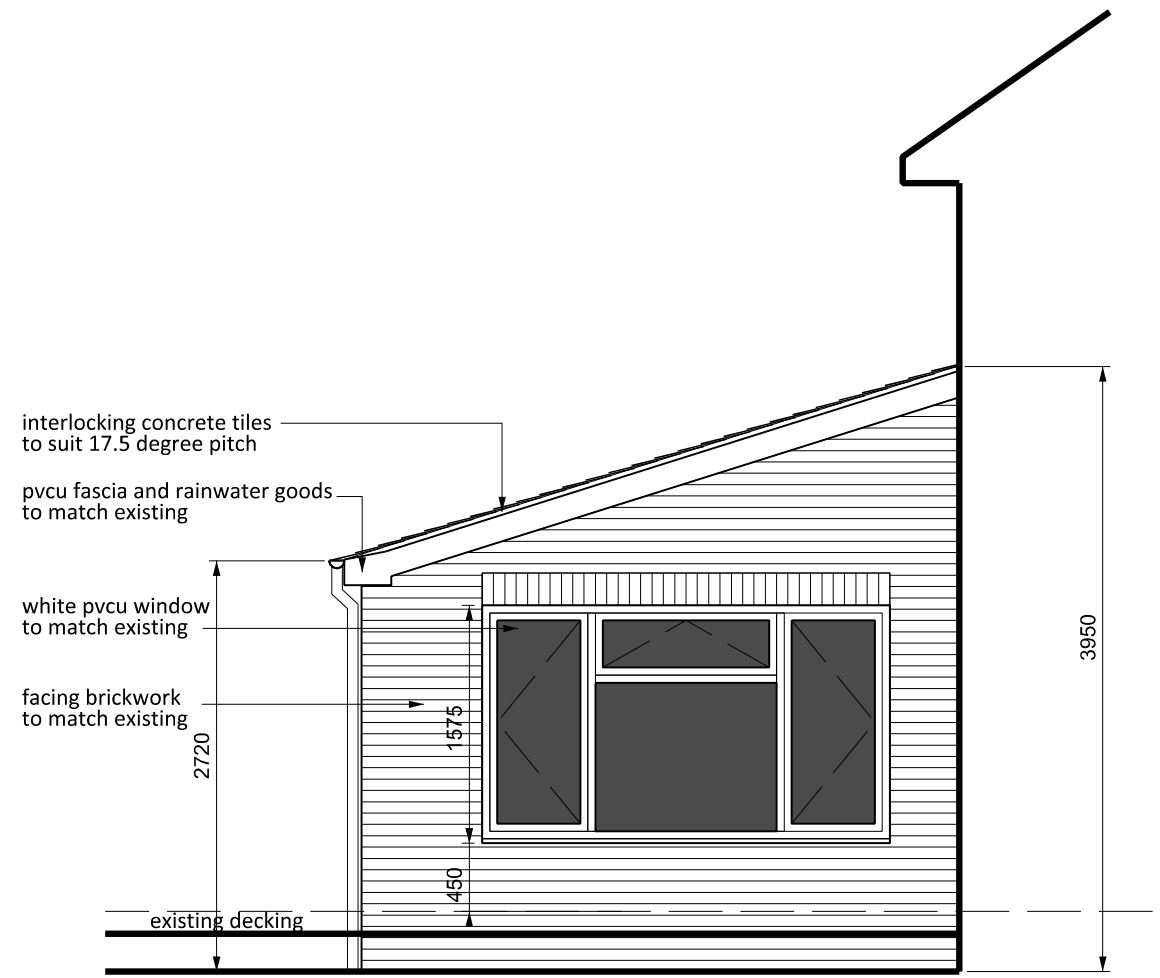 interlocking concrete tiles
to suit 17.5 degree pitch
pvcu fascia and rainwater goods
to match existing
white pvcu window
to match existing
facing brickwork
to match existing
2720
1575
450
3950
existing decking